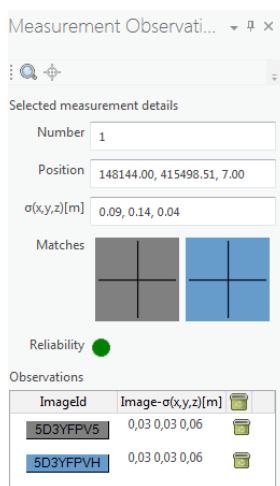 Measurement Observati...
Selected measurement details
Number 1
Position 148144.00, 415498.51, 7.00
σ(x,y,z)[m] 0.09, 0.14, 0.04
Matches
Reliability
Observations
ImageId Image-σ(x,y,z)[m]
5D3YFPV5 0,03 0,03 0,06
5D3YFPVH 0,03 0,03 0,06